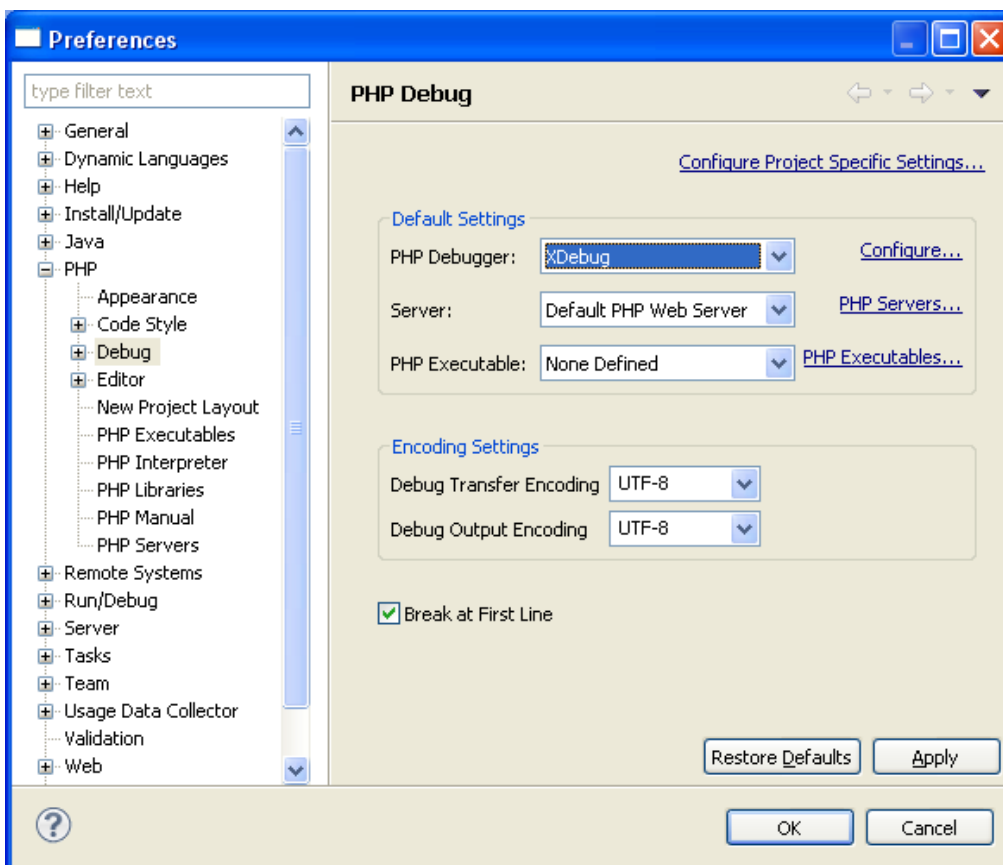 Preferences
type filter text
General
Dynamic Languages
Help
Install/Update
Java
PHP
Appearance
Code Style
Debug
Editor
New Project Layout
PHP Executables
PHP Interpreter
PHP Libraries
PHP Manual
PHP Servers
Remote Systems
Run/Debug
Server
Tasks
Team
Usage Data Collector
Validation
Web
PHP Debug
Configure Project Specific Settings...
Default Settings
PHP Debugger: XDebug Configure...
Server: Default PHP Web Server PHP Servers...
PHP Executable: None Defined PHP Executables...
Encoding Settings
Debug Transfer Encoding UTF-8
Debug Output Encoding UTF-8
Break at First Line
Restore Defaults Apply
? OK Cancel